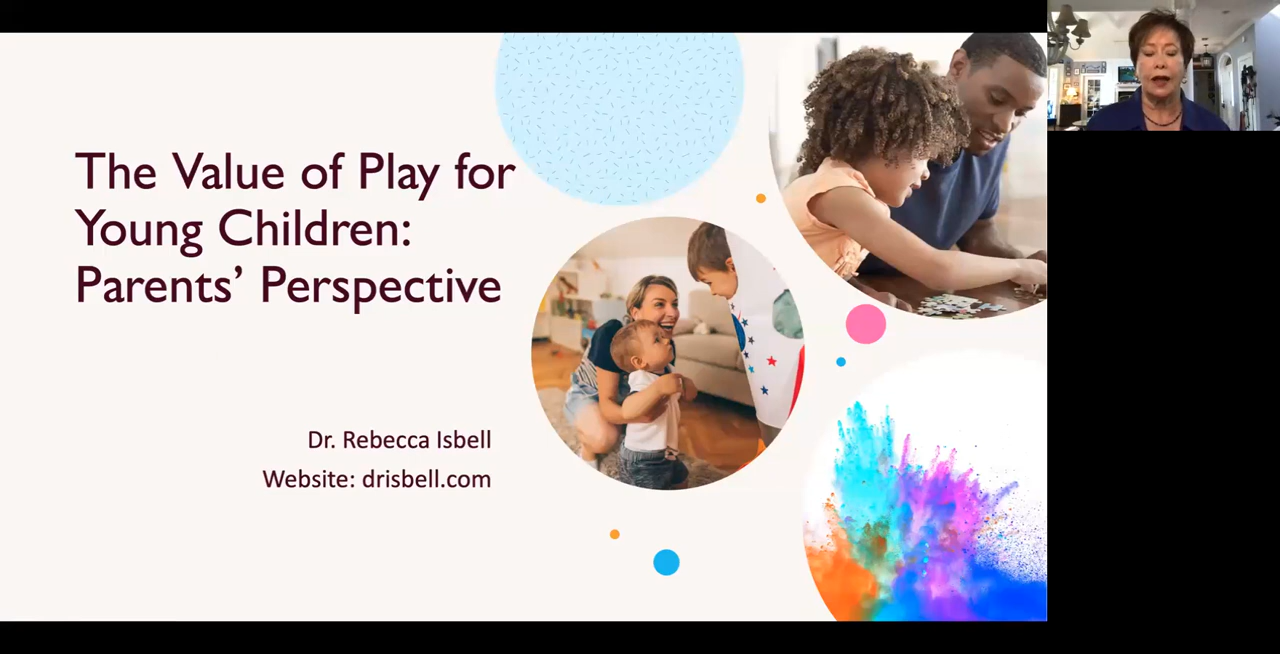 The Value of Play for
Young Children:
Parents’ Perspective
Dr. Rebecca Isbell
Website: drisbell.com